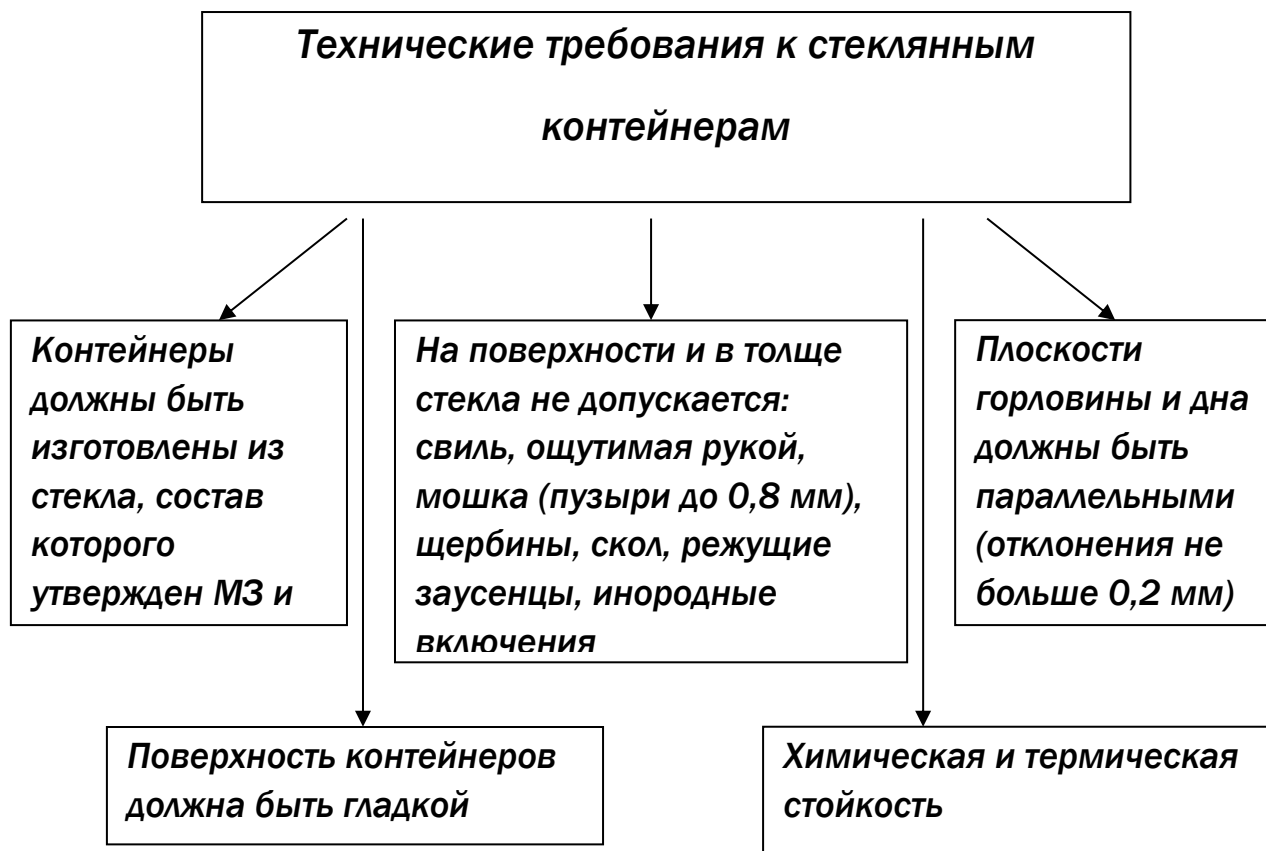 Технические требования к стеклянным
контейнерам
Контейнеры
должны быть
изготовлены из
стекла, состав
которого
утвержден МЗ и
На поверхности и в толще
стекла не допускается:
свиль, ощутимая рукой,
мошка (пузыри до 0,8 мм),
щербины, скол, режущие
заусенцы, инородные
включения
Плоскости
горловины и дна
должны быть
параллельными
(отклонения не
больше 0,2 мм)
Поверхность контейнеров
должна быть гладкой
Химическая и термическая
стойкость